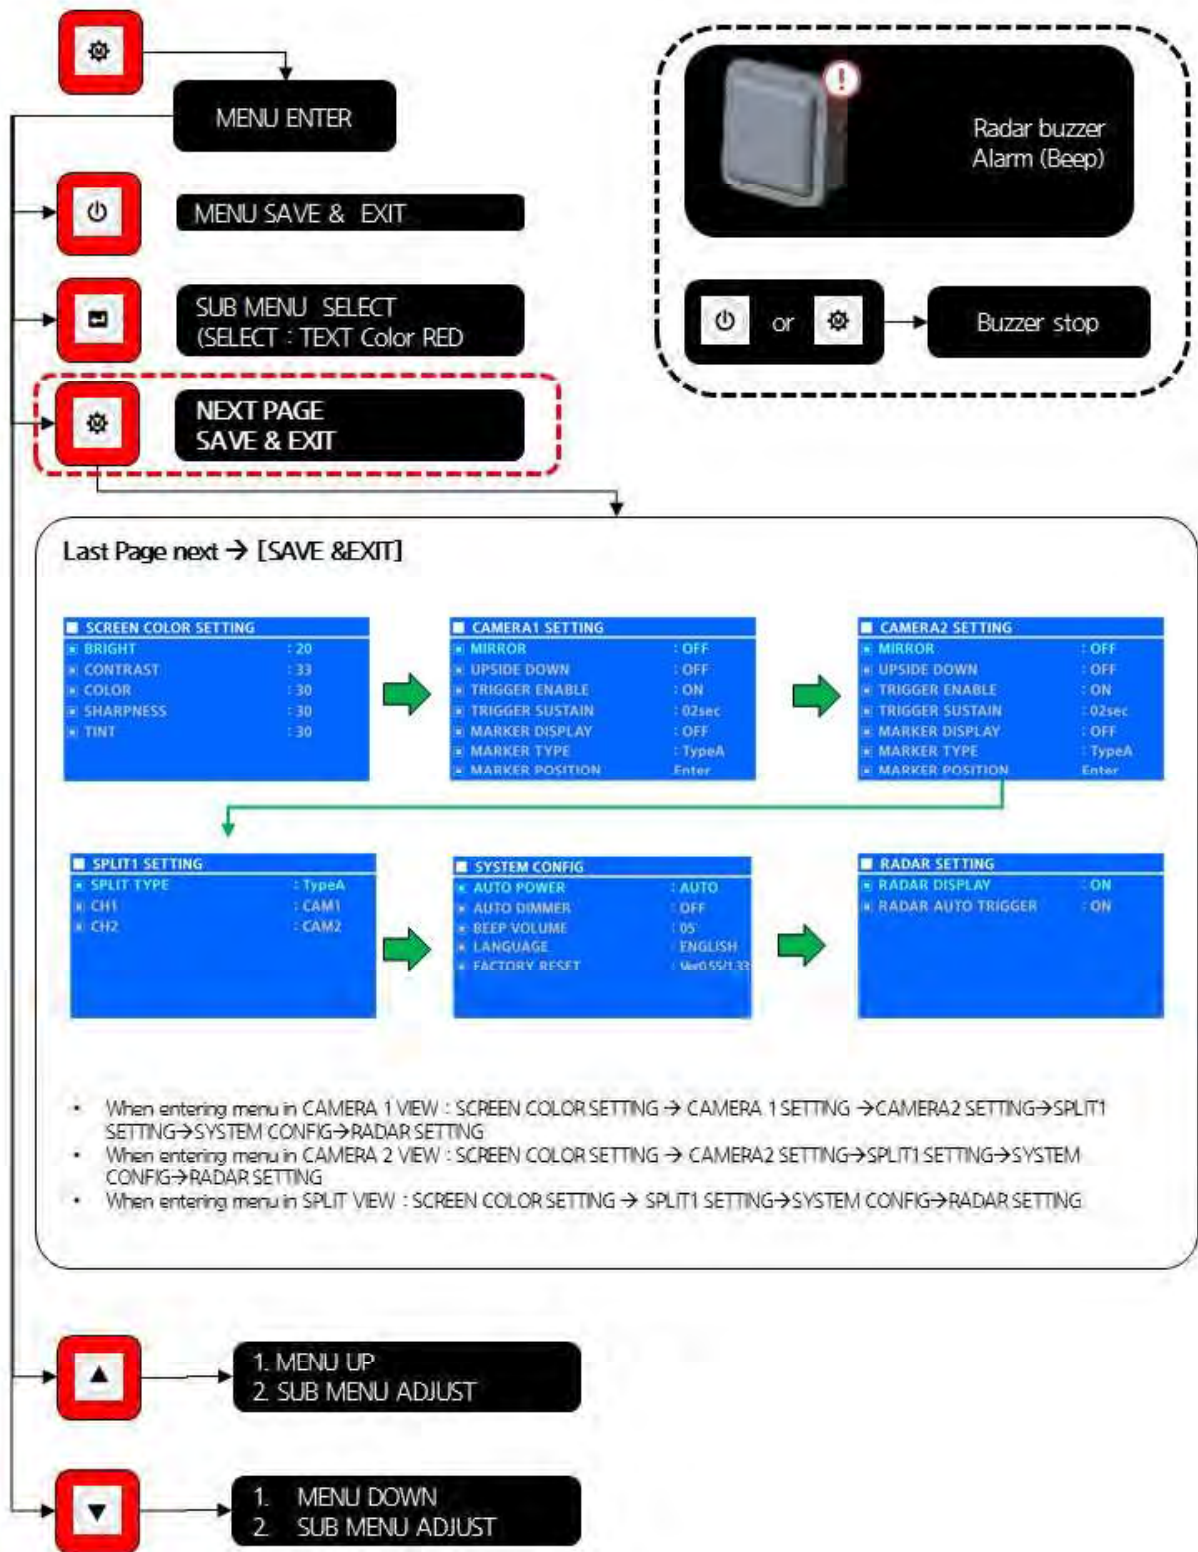 MENU ENTER
MENU SAVE & EXIT
SUB MENU SELECT
(SELECT : TEXT Color RED
NEXT PAGE
SAVE & EXIT
Radar buzzer
Alarm (Beep)
or
Buzzer stop
Last Page next → [SAVE &EXIT]
SCREEN COLOR SETTING
BRIGHT : 20
CONTRAST : 33
COLOR : 30
SHARPNESS : 30
TINT : 30
CAMERA1 SETTING
MIRROR : OFF
UPSIDE DOWN : OFF
TRIGGER ENABLE : ON
TRIGGER SUSTAIN : 02sec
MARKER DISPLAY : OFF
MARKER TYPE : TypeA
MARKER POSITION Enter
CAMERA2 SETTING
MIRROR : OFF
UPSIDE DOWN : OFF
TRIGGER ENABLE : ON
TRIGGER SUSTAIN : 02sec
MARKER DISPLAY : OFF
MARKER TYPE : TypeA
MARKER POSITION Enter
SPLIT1 SETTING
SPLIT TYPE : TypeA
CH1 : CAM1
CH2 : CAM2
SYSTEM CONFIG
AUTO POWER : AUTO
AUTO DIMMER : OFF
BEEP VOLUME : 05
LANGUAGE : ENGLISH
FACTORY RESET : Ver0.55/1.33
RADAR SETTING
RADAR DISPLAY : ON
RADAR AUTO TRIGGER : ON
• When entering menu in CAMERA 1 VIEW : SCREEN COLOR SETTING → CAMERA 1 SETTING →CAMERA2 SETTING→SPLIT1
SETTING→SYSTEM CONFIG→RADAR SETTING
• When entering menu in CAMERA 2 VIEW : SCREEN COLOR SETTING → CAMERA2 SETTING→SPLIT1 SETTING→SYSTEM
CONFIG→RADAR SETTING
• When entering menu in SPLIT VIEW : SCREEN COLOR SETTING → SPLIT1 SETTING→SYSTEM CONFIG→RADAR SETTING
1. MENU UP
2. SUB MENU ADJUST
1. MENU DOWN
2. SUB MENU ADJUST